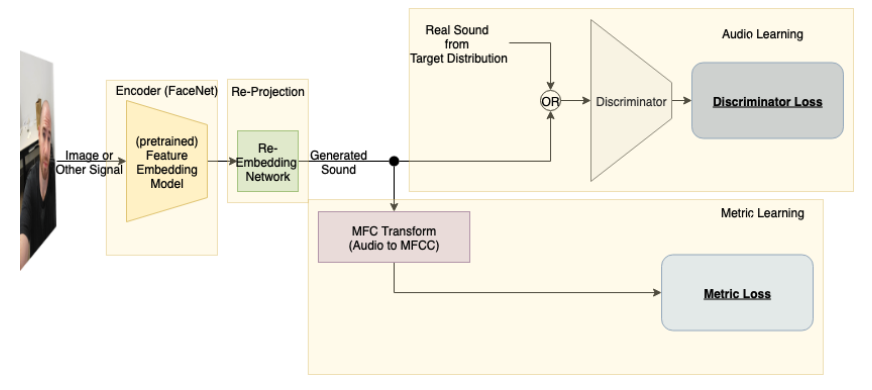 Real Sound
from
Target Distribution
Audio Learning
Encoder (FaceNet)
Re-Projection
OR
Discriminator
Discriminator Loss
(pretrained)
Feature
Embedding
Model
Image or
Other Signal
Re-
Embedding
Network
Generated
Sound
Metric Learning
MFC Transform
(Audio to MFCC)
Metric Loss